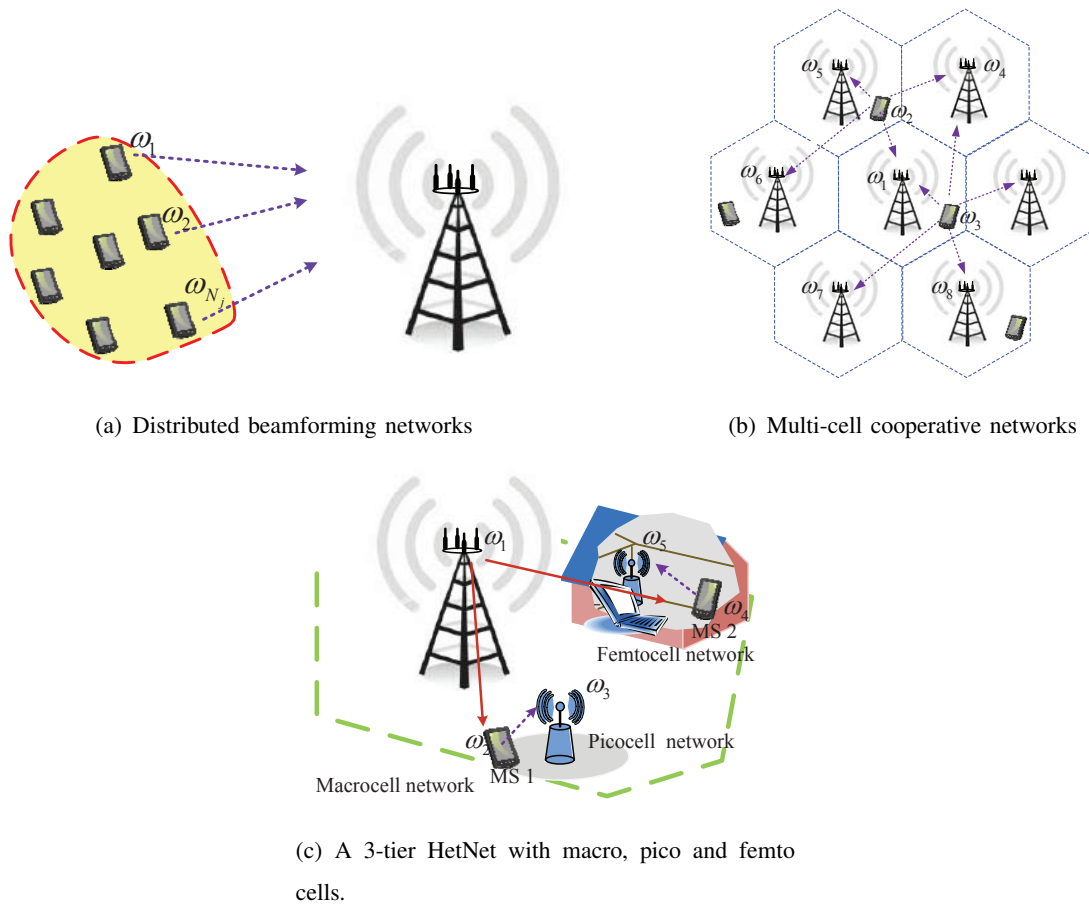 ω₁
ω₂
ω_{N_j}
(a) Distributed beamforming networks
ω₅
ω₄
ω₂
ω₆
ω₁
ω₃
ω₇
ω₈
(b) Multi-cell cooperative networks
ω₁
ω₅
ω₄
MS 2
Femtocell network
ω₃
ω₂
Picocell network
MS 1
Macrocell network
(c) A 3-tier HetNet with macro, pico and femto
cells.